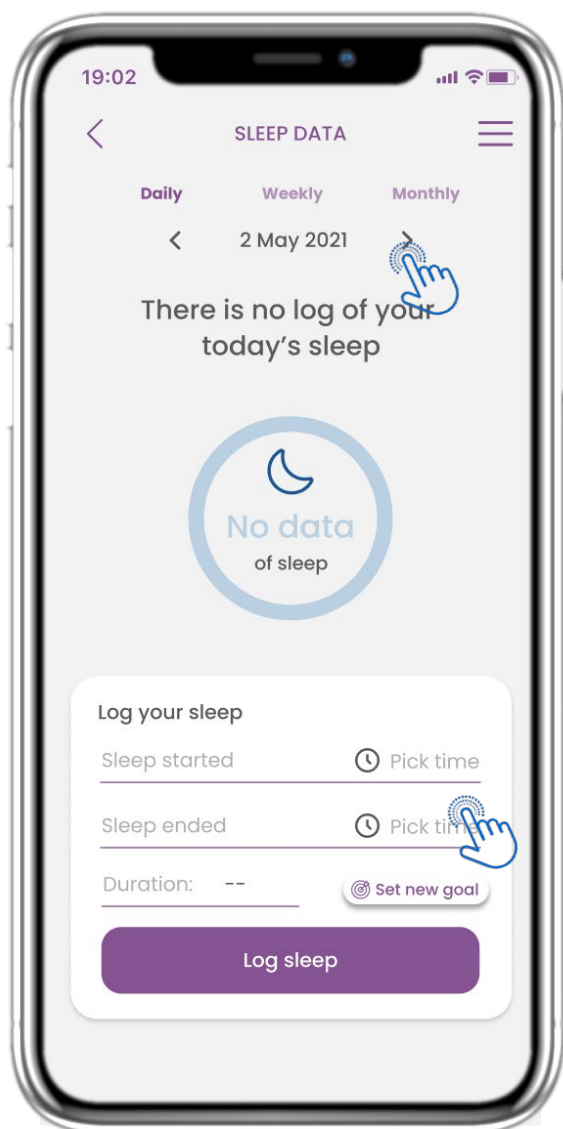 19:02
SLEEP DATA
Daily Weekly Monthly
2 May 2021
There is no log of your
today's sleep
No data
of sleep
Log your sleep
Sleep started Pick time
Sleep ended Pick time
Duration: -- Set new goal
Log sleep